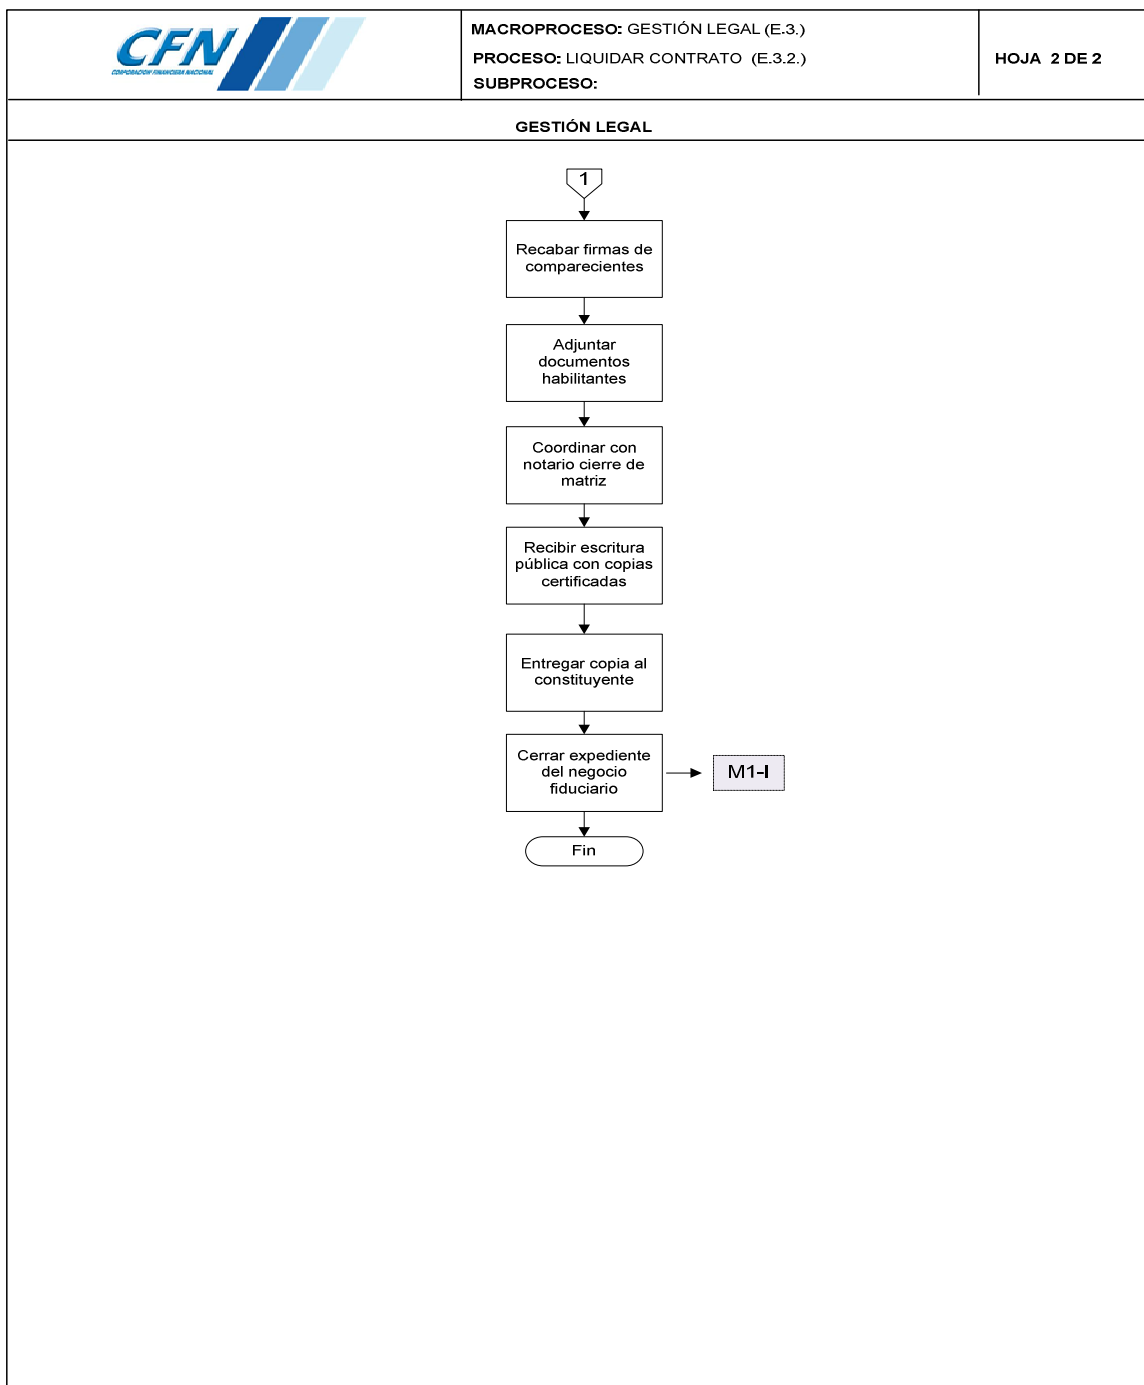 CFN
CORPORACION FINANCIERA NACIONAL
MACROPROCESO: GESTIÓN LEGAL (E.3.)
PROCESO: LIQUIDAR CONTRATO (E.3.2.)
SUBPROCESO:
HOJA 2 DE 2
GESTIÓN LEGAL
1
Recabar firmas de
comparecientes
Adjuntar
documentos
habilitantes
Coordinar con
notario cierre de
matriz
Recibir escritura
pública con copias
certificadas
Entregar copia al
constituyente
Cerrar expediente
del negocio
fiduciario
M1-I
Fin